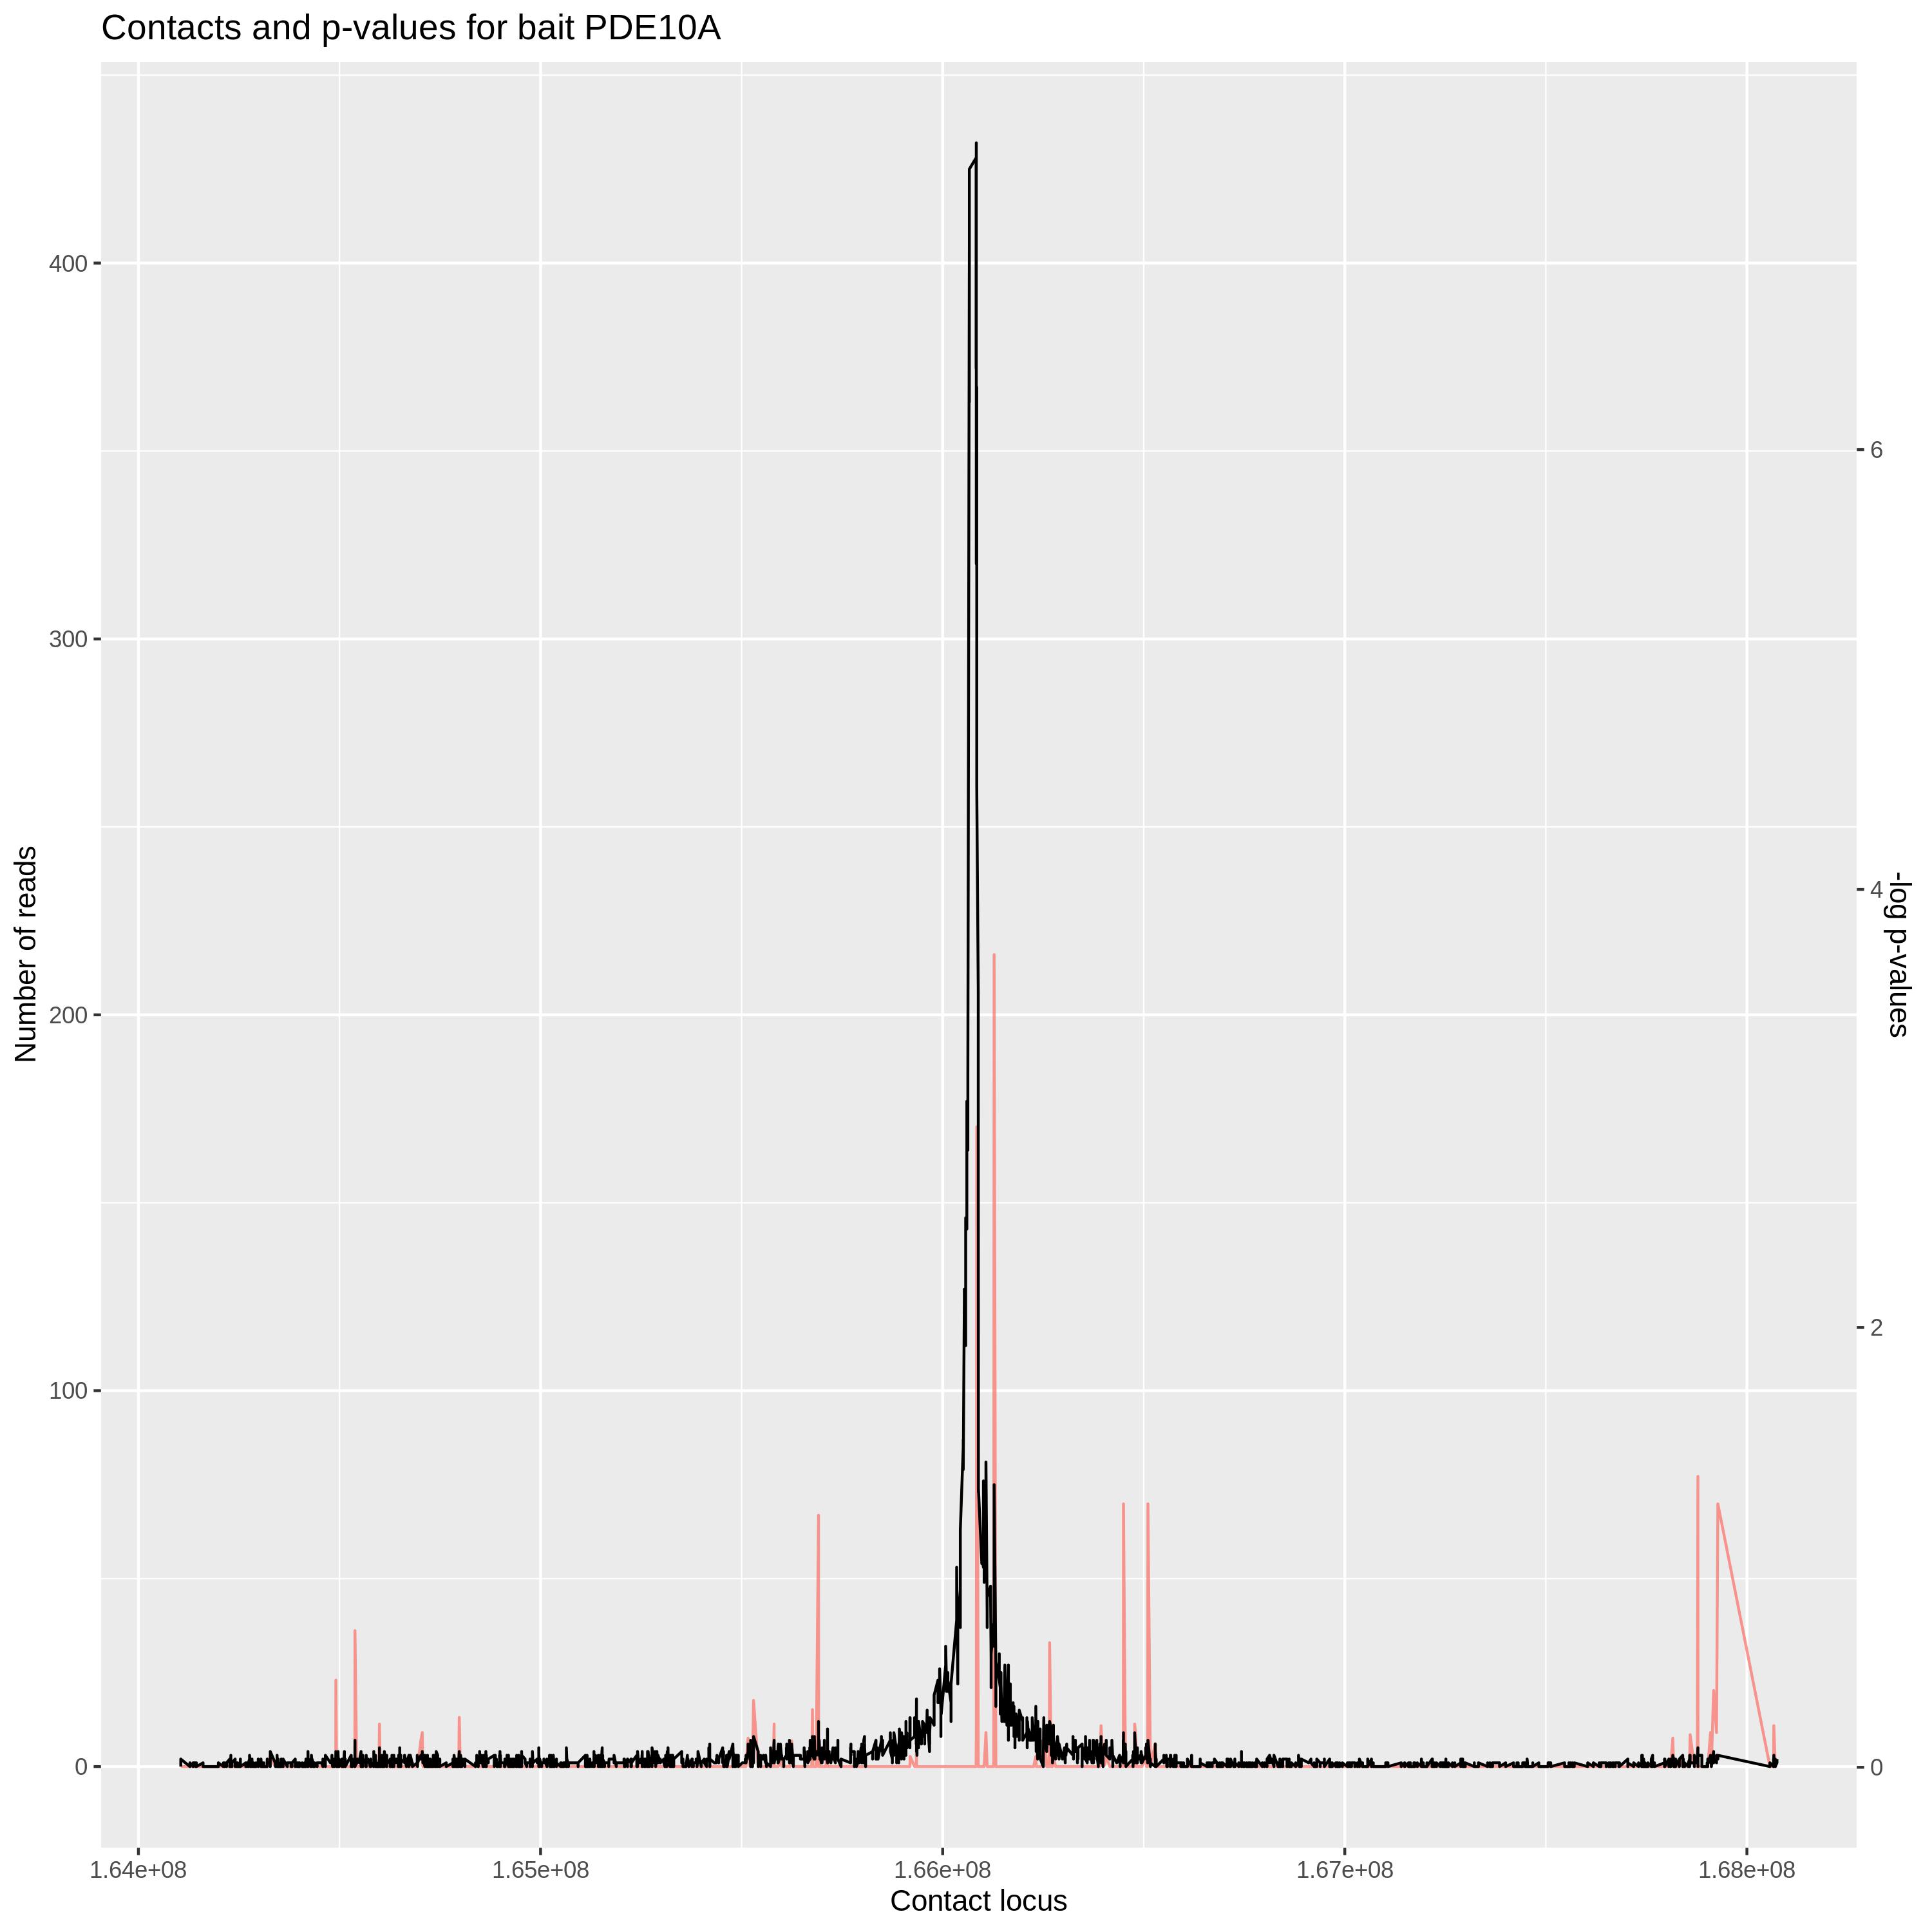 Contacts and p-values for bait PDE10A
Number of reads
400
300
200
100
0
6
4
2
0
-log p-values
1.64e+08 1.65e+08 1.66e+08 1.67e+08 1.68e+08
Contact locus